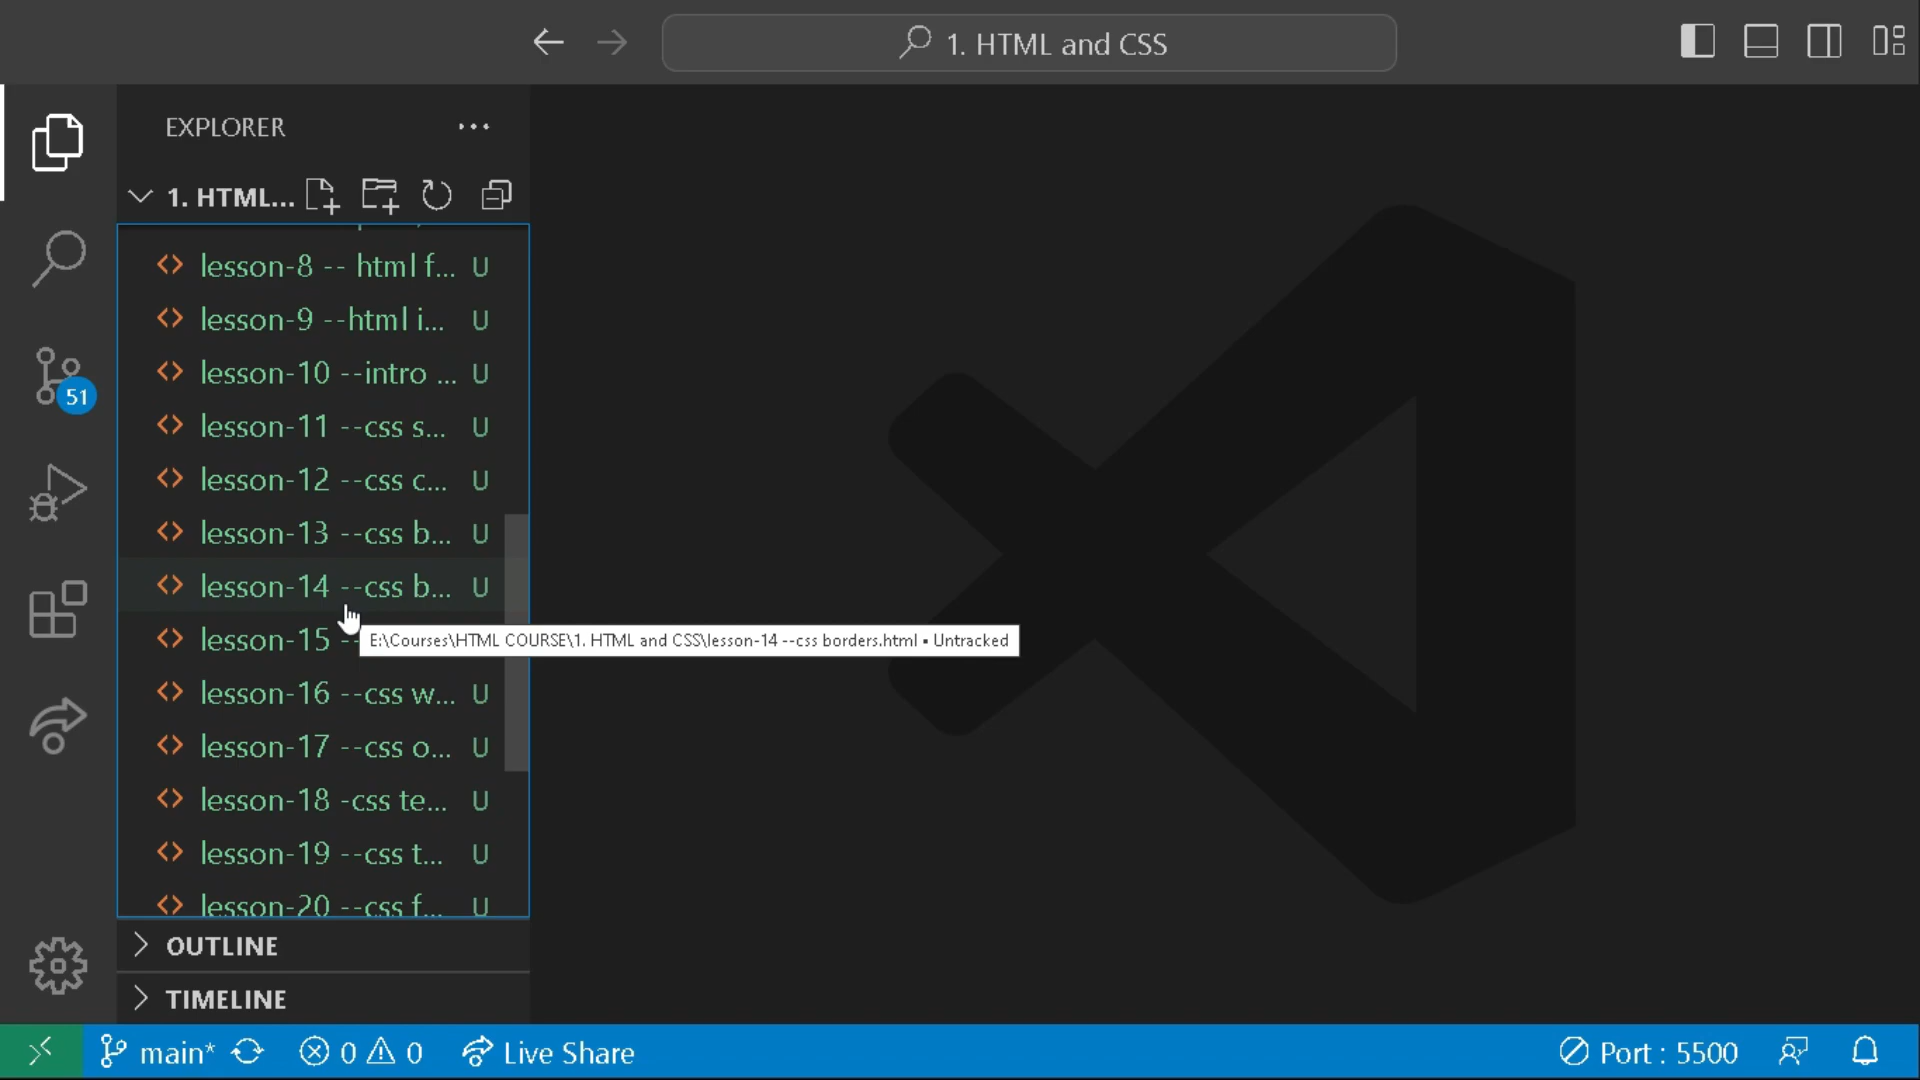 1. HTML and CSS
EXPLORER
1. HTML...
lesson-8 -- html f... U
lesson-9 --html i... U
lesson-10 --intro ... U
lesson-11 --css s... U
lesson-12 --css c... U
lesson-13 --css b... U
lesson-14 --css b... U
lesson-15 --
E:\Courses\HTML COURSE\1. HTML and CSS\lesson-14 --css borders.html • Untracked
lesson-16 --css w... U
lesson-17 --css o... U
lesson-18 -css te... U
lesson-19 --css t... U
lesson-20 --css f... U
51
OUTLINE
TIMELINE
main* 0 0 Live Share Port : 5500